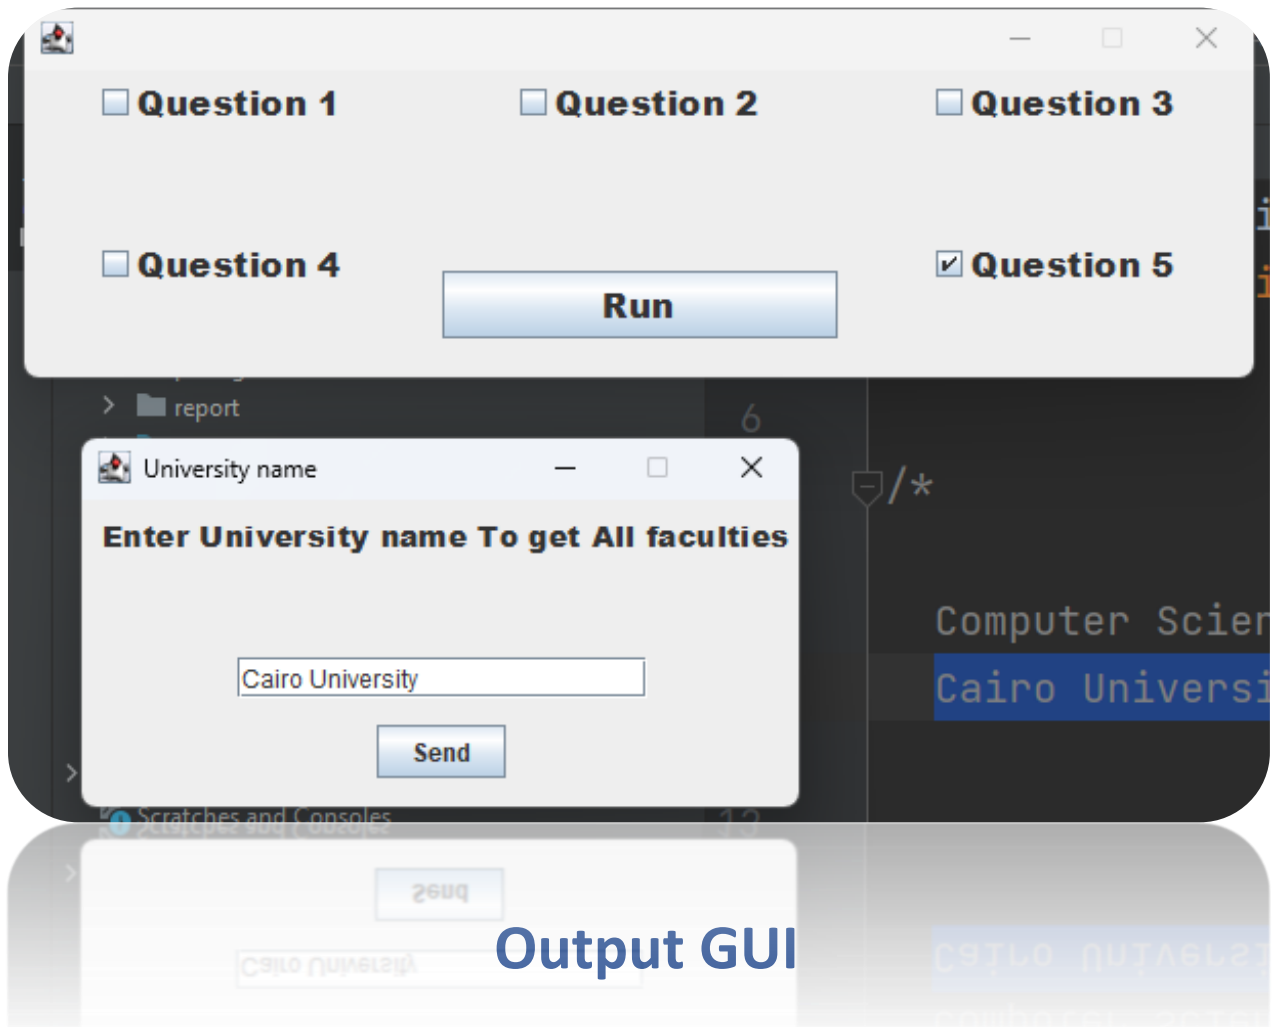 Question 1
Question 2
Question 3
Question 4
Question 5
Run
report
6
University name
/*
Enter University name To get All faculties
Computer Scien
Cairo Universi
Cairo University
Send
Scratches and Consoles
13
Output GUI